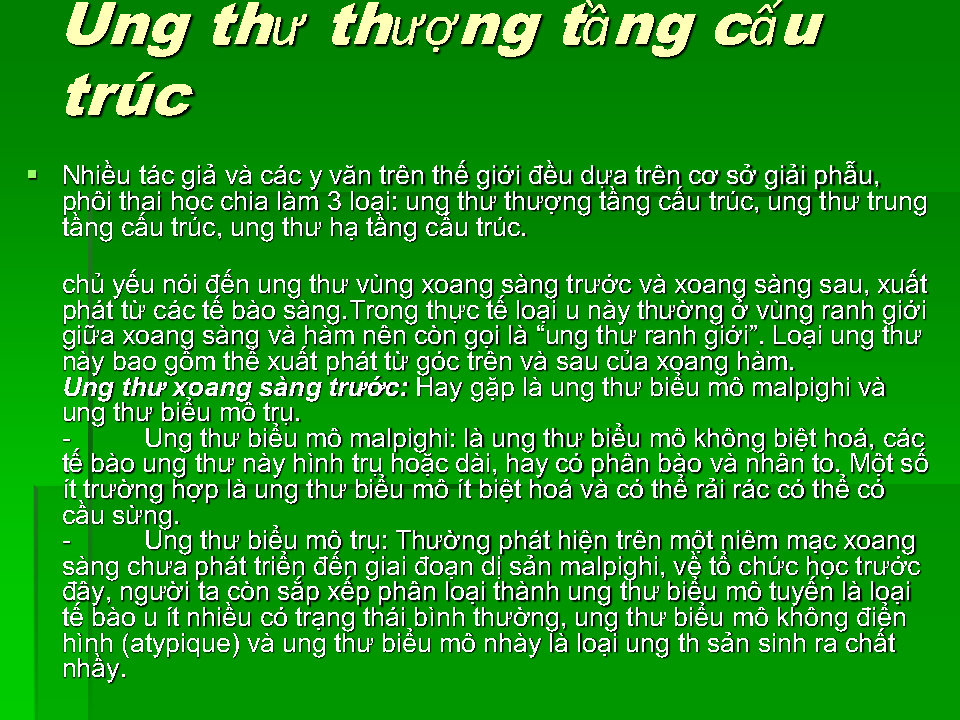 Ung thư thượng tầng cấu
trúc
Nhiều tác giả và các y văn trên thế giới đều dựa trên cơ sở giải phẫu,
phôi thai học chia làm 3 loại: ung thư thượng tầng cấu trúc, ung thư trung
tầng cấu trúc, ung thư hạ tầng cấu trúc.
chủ yếu nói đến ung thư vùng xoang sàng trước và xoang sàng sau, xuất
phát từ các tế bào sàng.Trong thực tế loại u này thường ở vùng ranh giới
giữa xoang sàng và hàm nên còn gọi là “ung thư ranh giới”. Loại ung thư
này bao gồm thể xuất phát từ góc trên và sau của xoang hàm.
Ung thư xoang sàng trước: Hay gặp là ung thư biểu mô malpighi và
ung thư biểu mô trụ.
- Ung thư biểu mô malpighi: là ung thư biểu mô không biệt hoá, các
tế bào ung thư này hình trụ hoặc dài, hay có phân bào và nhân to. Một số
ít trường hợp là ung thư biểu mô ít biệt hoá và có thể rải rác có thể có
cầu sừng.
- Ung thư biểu mô trụ: Thường phát hiện trên một niêm mạc xoang
sàng chưa phát triển đến giai đoạn dị sản malpighi, về tổ chức học trước
đây, người ta còn sắp xếp phân loại thành ung thư biểu mô tuyến là loại
tế bào u ít nhiều có trạng thái bình thường, ung thư biểu mô không điển
hình (atypique) và ung thư biểu mô nhày là loại ung th sản sinh ra chất
nhầy.